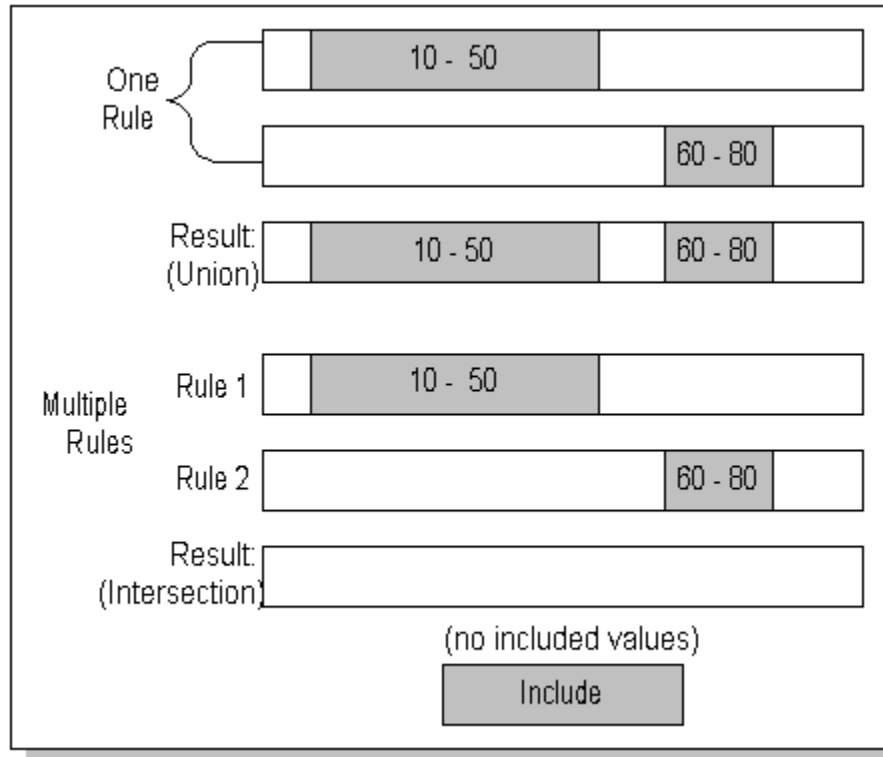 One
Rule
10 - 50
60 - 80
Result:
(Union)
10 - 50
60 - 80
Multiple
Rules
Rule 1
10 - 50
Rule 2
60 - 80
Result:
(Intersection)
(no included values)
Include